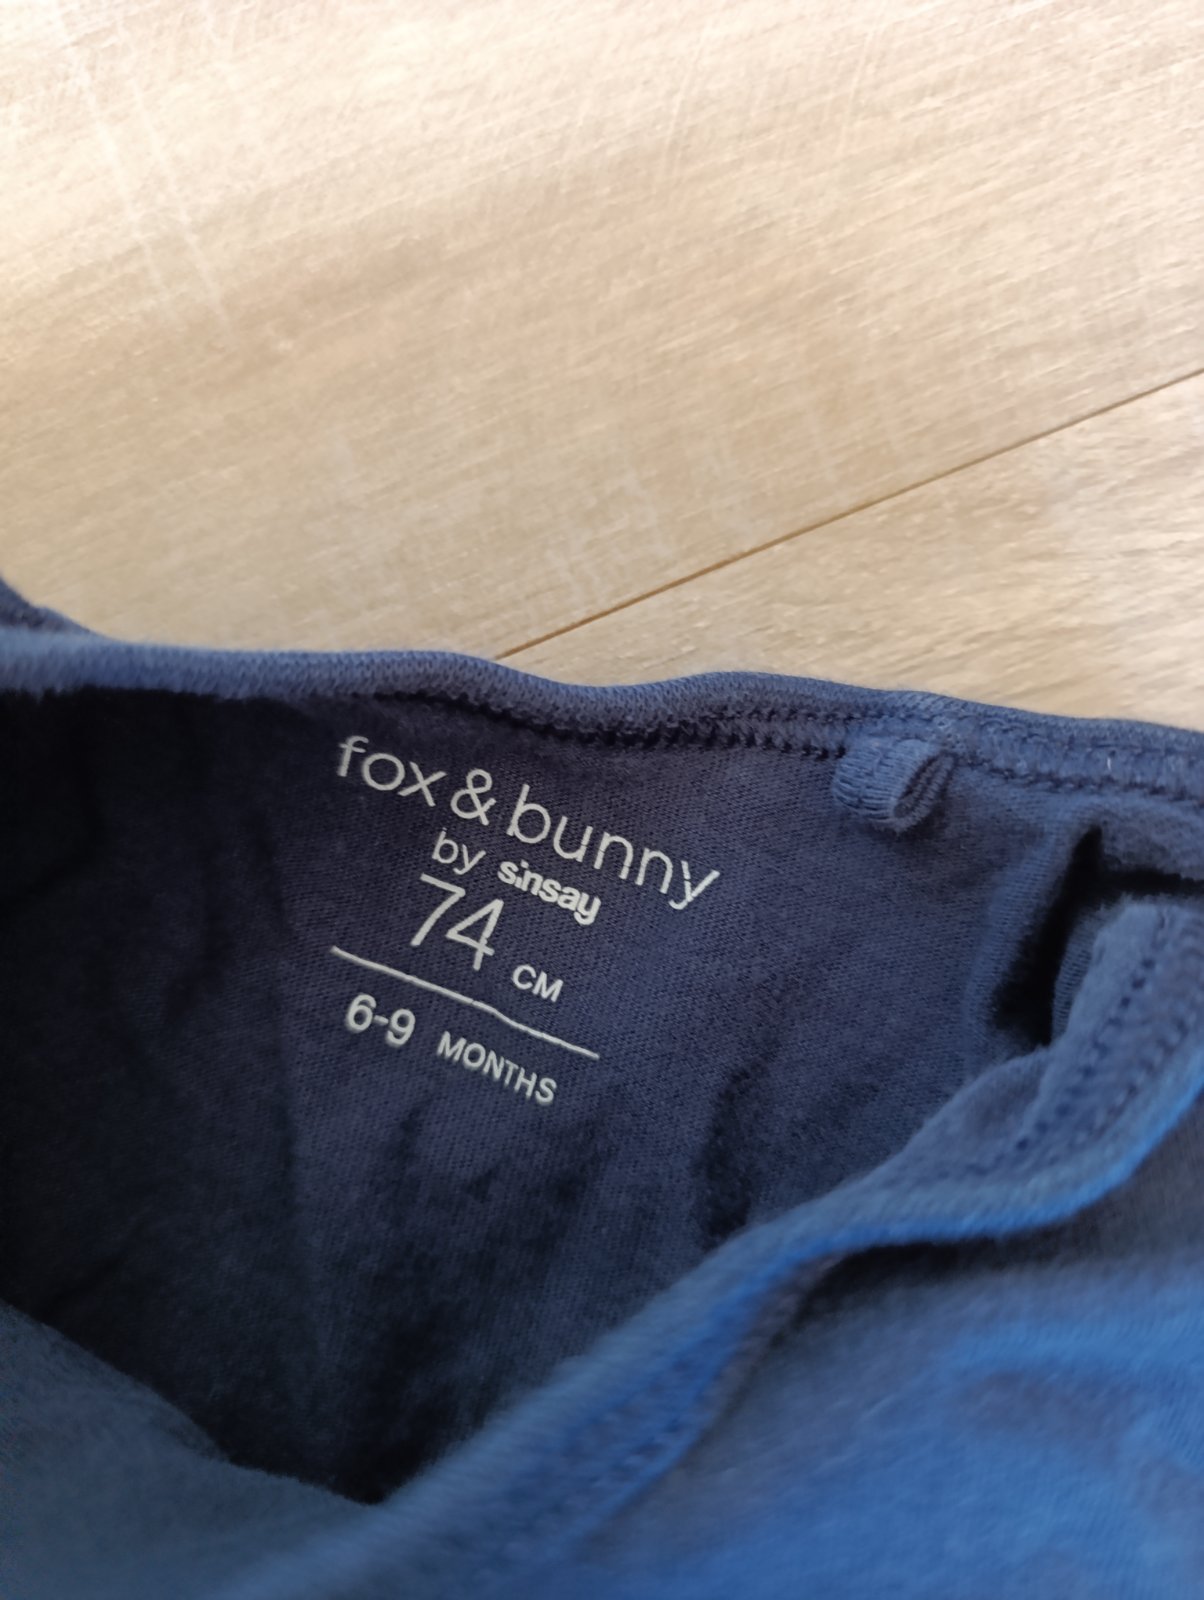 fox & bunny
by sinsay
74 CM
6-9 MONTHS